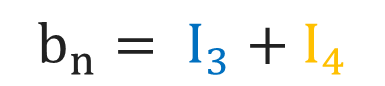 bₙ = I₃ + I₄